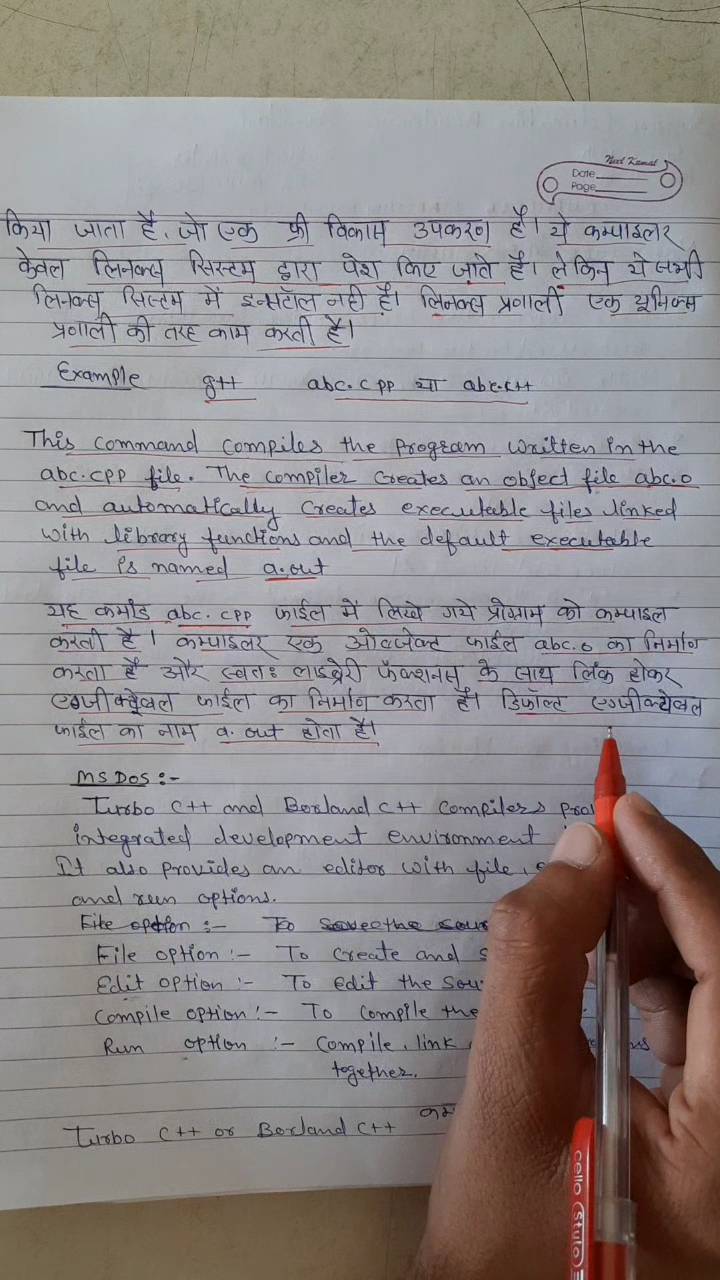 Neel Kamal
Date
Page
किया जाता है, जो एक फ्री विकास उपकरण है। ये कम्पाइलर
केवल लिनक्स सिस्टम द्वारा पेश किए जाते है। लेकिन ये सभी
लिनक्स सिस्टम में इन्सटॉल नही है। लिनक्स प्रणाली एक यूनिक्स
प्रणाली की तरह काम करती है।
Example g++ abc.cpp या abc.c++
This command compiles the program written in the
abc.cpp file. The compiler creates an object file abc.o
and automatically creates executable files linked
with library functions and the default executable
file is named a.out
यह कमांड abc.cpp फाईल में लिखे गये प्रोग्राम को कम्पाइल
करती है। कम्पाइलर एक ओब्जेक्ट फाईल abc.o का निर्माण
करता है और स्वतः लाइब्रेरी फंक्शनस के साथ लिंक होकर
एग्जीक्यूेबल फाईल का निर्माण करता है। डिफॉल्ट एग्जीक्येबल
फाईल का नाम a.out होता है।
MS DOS :-
Turbo C++ and Borland C++ compilers
integrated development environment
It also provides an editor with file,
and run options.
File option :- To save the
File option :- To create and
Edit option :- To edit the
Compile option :- To compile the
Run option :- Compile, link
together.
Turbo C++ or Borland C++
cello Stylo